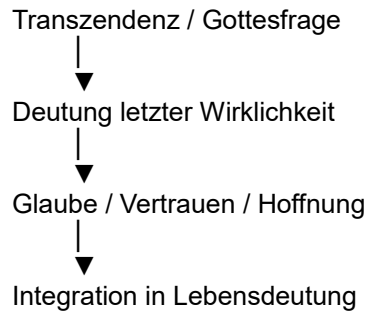 Transzendenz / Gottesfrage
Deutung letzter Wirklichkeit
Glaube / Vertrauen / Hoffnung
Integration in Lebensdeutung